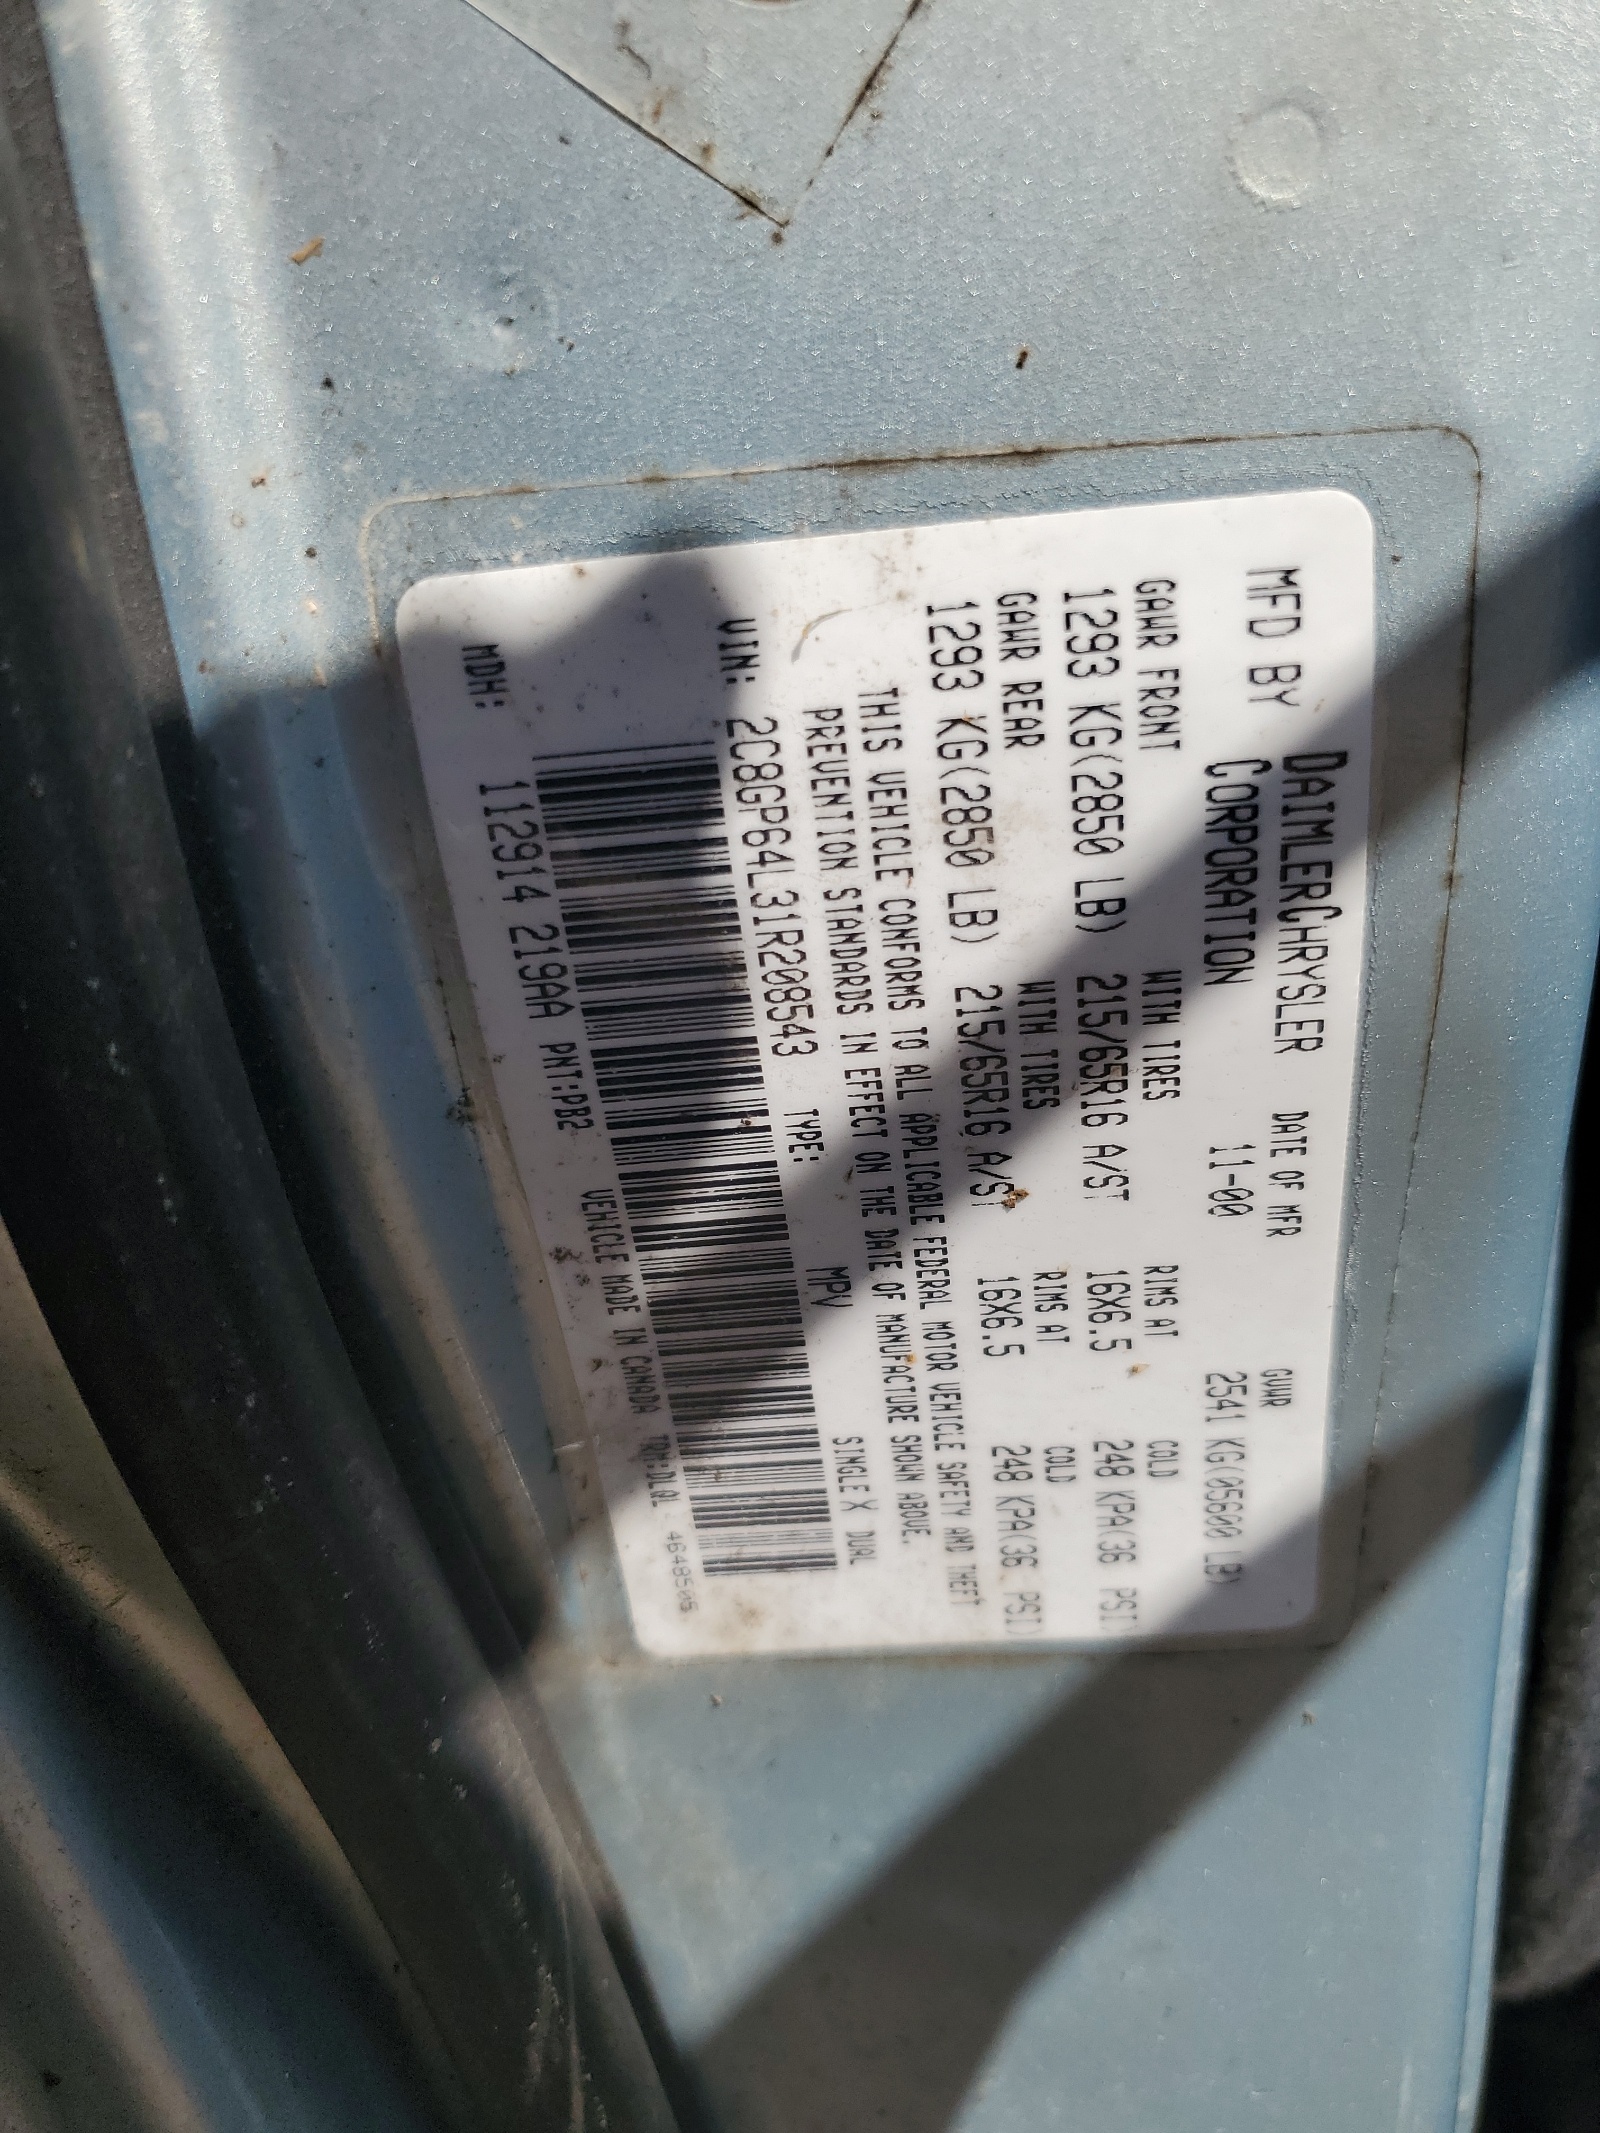 MFD BY DAIMLERCHRYSLER CORPORATION DATE OF MFR 11-00 GVWR 2541 KG(05600 LB)
GAWR FRONT WITH TIRES RIMS AT COLD
1293 KG(2850 LB) 215/65R16 A/ST 16X6.5 248 KPA(36 PSI)
GAWR REAR WITH TIRES RIMS AT COLD
1293 KG(2850 LB) 215/65R16 A/ST 16X6.5 248 KPA(36 PSI)
THIS VEHICLE CONFORMS TO ALL APPLICABLE FEDERAL MOTOR VEHICLE SAFETY AND THEFT
PREVENTION STANDARDS IN EFFECT ON THE DATE OF MANUFACTURE SHOWN ABOVE.
VIN: 2C8GP64L31R208543 TYPE: MPV SINGLE X DUAL
MDH: 112914 219AA PNT:PB2 VEHICLE MADE IN CANADA TRM:DLQL 4648505